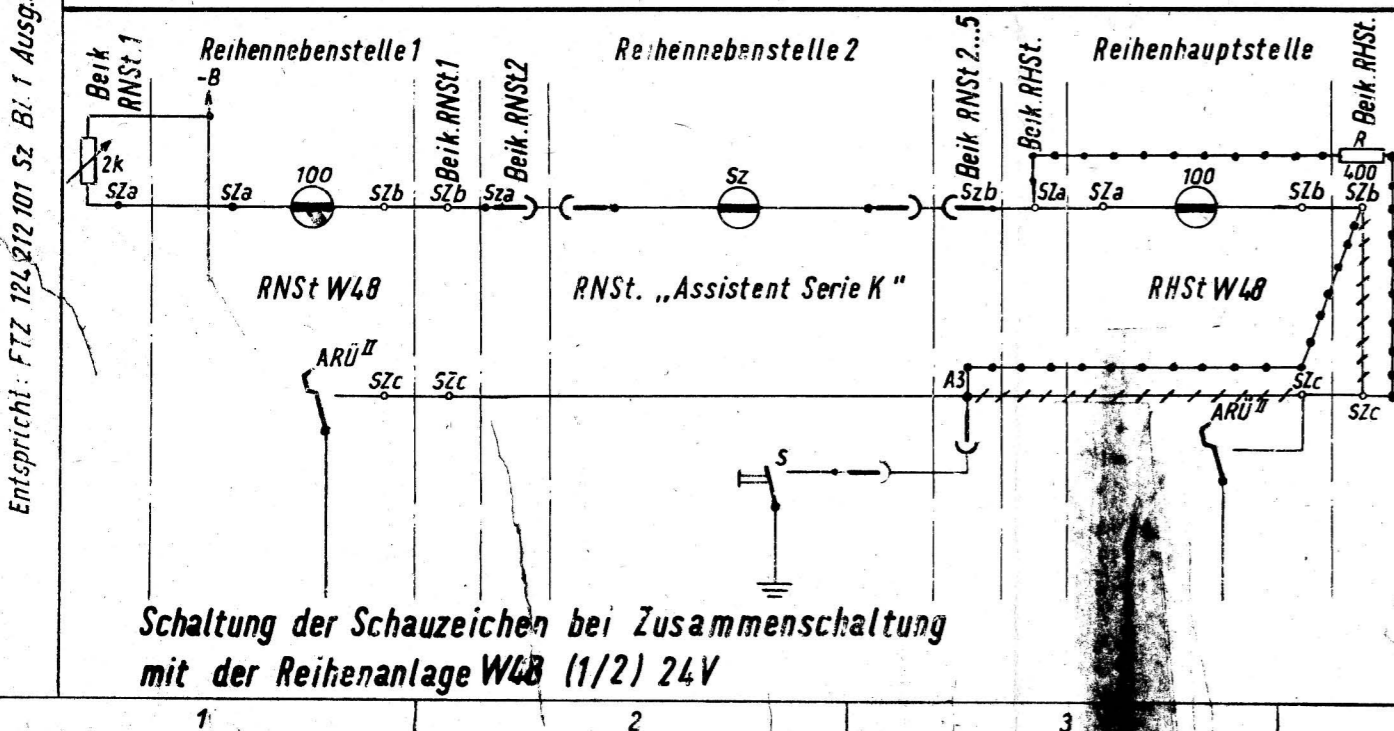 Entspricht: FTZ 124 212 101 Sz Bl. 1 Ausg.
Beik
RNSt.1
Reihennebenstelle 1
-B
Beik.RNSt.1
Beik.RNSt2
Reihennebenstelle 2
Beik RNSt 2...5
Beik.RHSt.
Reihenhauptstelle
Beik.RHSt.
2k
SZa
SZa
100
SZb
SZb
Sza
Sz
Szb
SZa
SZa
100
SZb
R
400
SZb
RNSt W48
RNSt. „Assistent Serie K"
RHSt W48
ARÜ II
SZc
SZc
A3
SZc
SZc
ARÜ II
S
Schaltung der Schauzeichen bei Zusammenschaltung
mit der Reihenanlage W48 (1/2) 24V
1
2
3